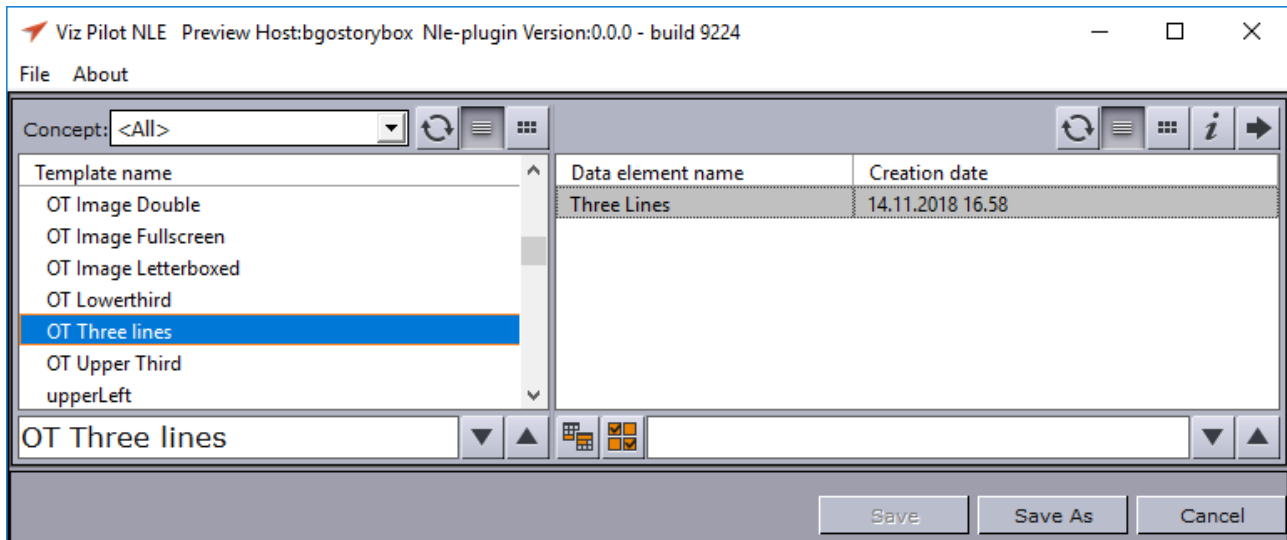 Viz Pilot NLE Preview Host:bgostorybox Nle-plugin Version:0.0.0 - build 9224
File About
Concept: <All>
Template name
OT Image Double
OT Image Fullscreen
OT Image Letterboxed
OT Lowerthird
OT Three lines
OT Upper Third
upperLeft
OT Three lines
Data element name Creation date
Three Lines 14.11.2018 16.58
Save Save As Cancel